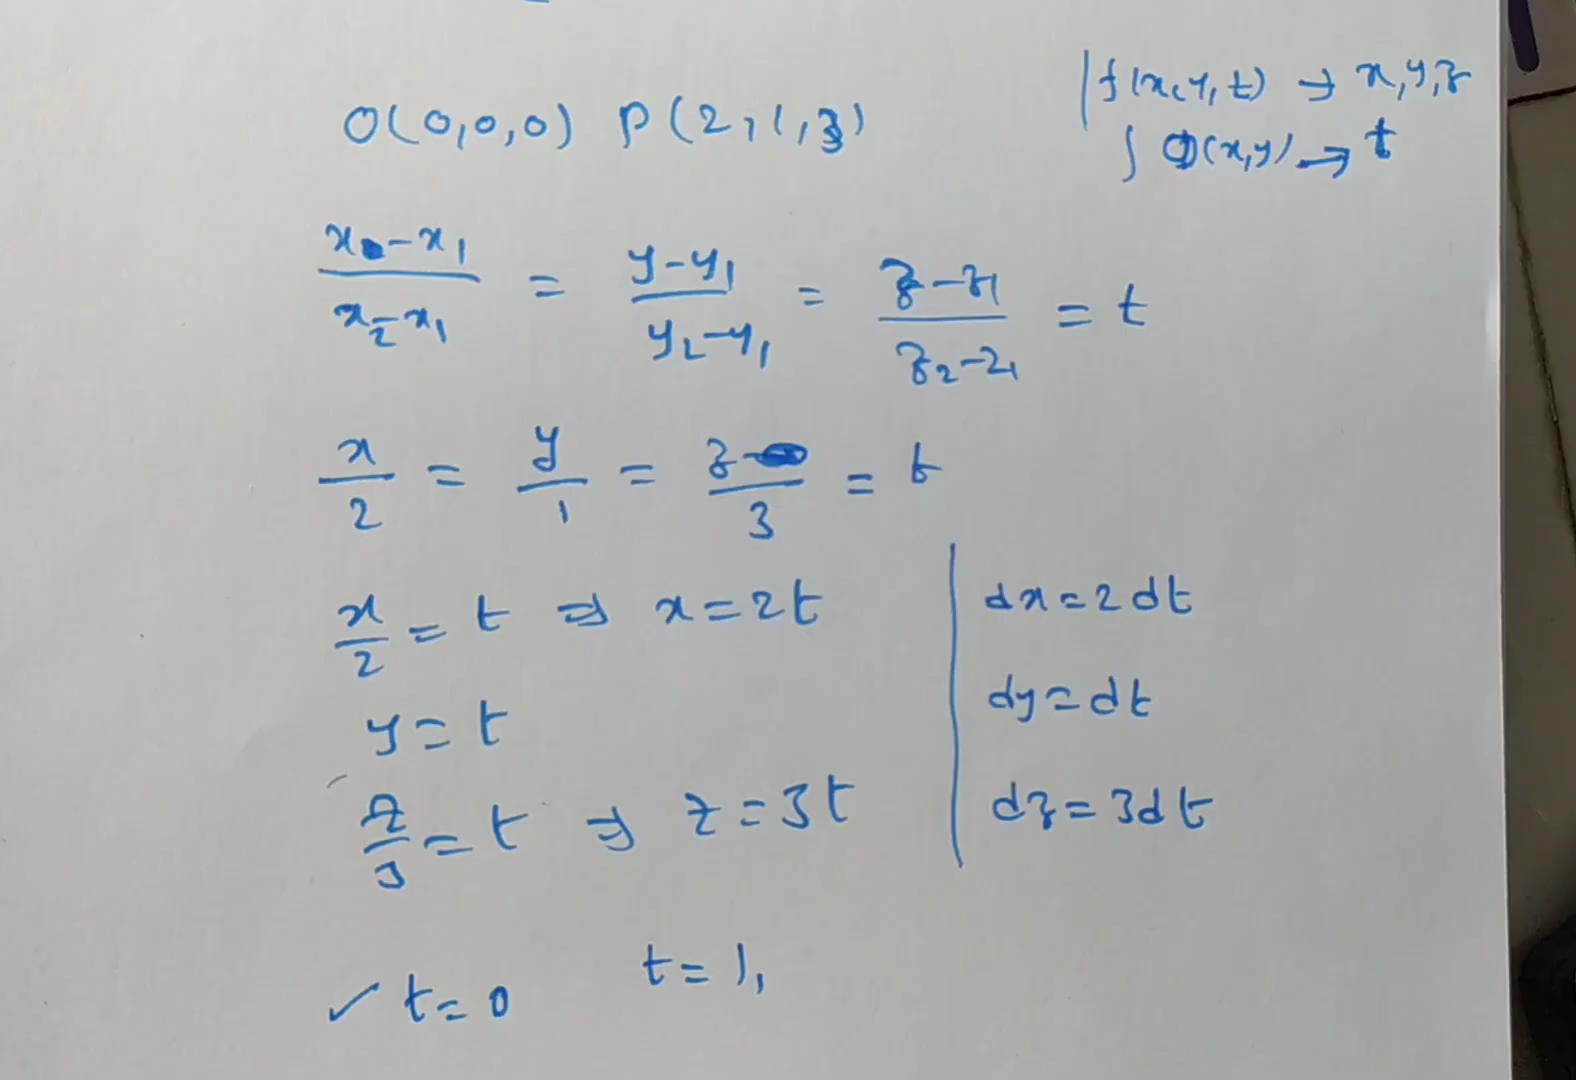 O(0,0,0) P(2,1,3)
f(x,y,t) → x,y,z
∫ Φ(x,y) → t
x-x₁/x₂-x₁ = y-y₁/y₂-y₁ = z-z₁/z₂-z₁ = t
x/2 = y/1 = z/3 = t
x/2 = t ⇒ x=2t
y=t
z/3 = t ⇒ z=3t
dx=2dt
dy=dt
dz=3dt
✓ t=0 t=1,